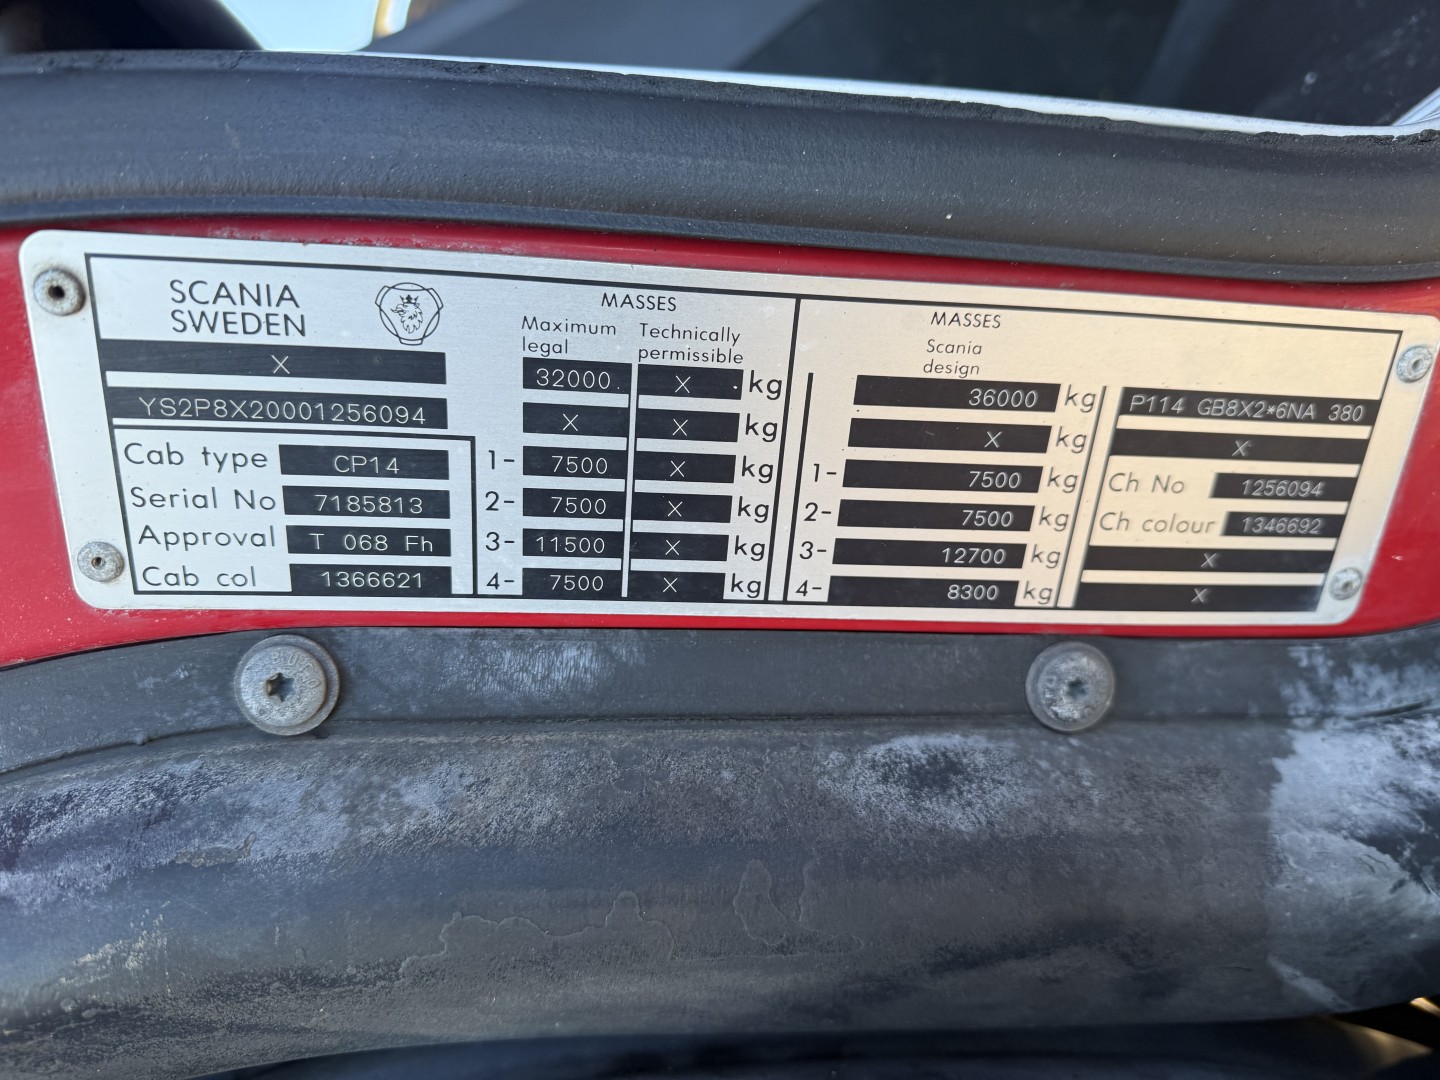 SCANIA
SWEDEN
X
YS2P8X20001256094
Cab type CP14
Serial No 7185813
Approval T 068 Fh
Cab col 1366621
MASSES
Maximum legal Technically permissible
32000 X kg
X X kg
1- 7500 X kg
2- 7500 X kg
3- 11500 X kg
4- 7500 X kg
MASSES
Scania
design
36000 kg
X kg
1- 7500 kg
2- 7500 kg
3- 12700 kg
4- 8300 kg
P114 GB8X2*6NA 380
X
Ch No 1256094
Ch colour 1346692
X
X